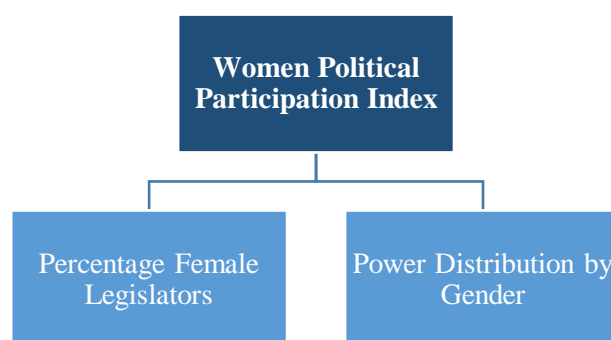 Women Political
Participation Index
Percentage Female
Legislators
Power Distribution by
Gender